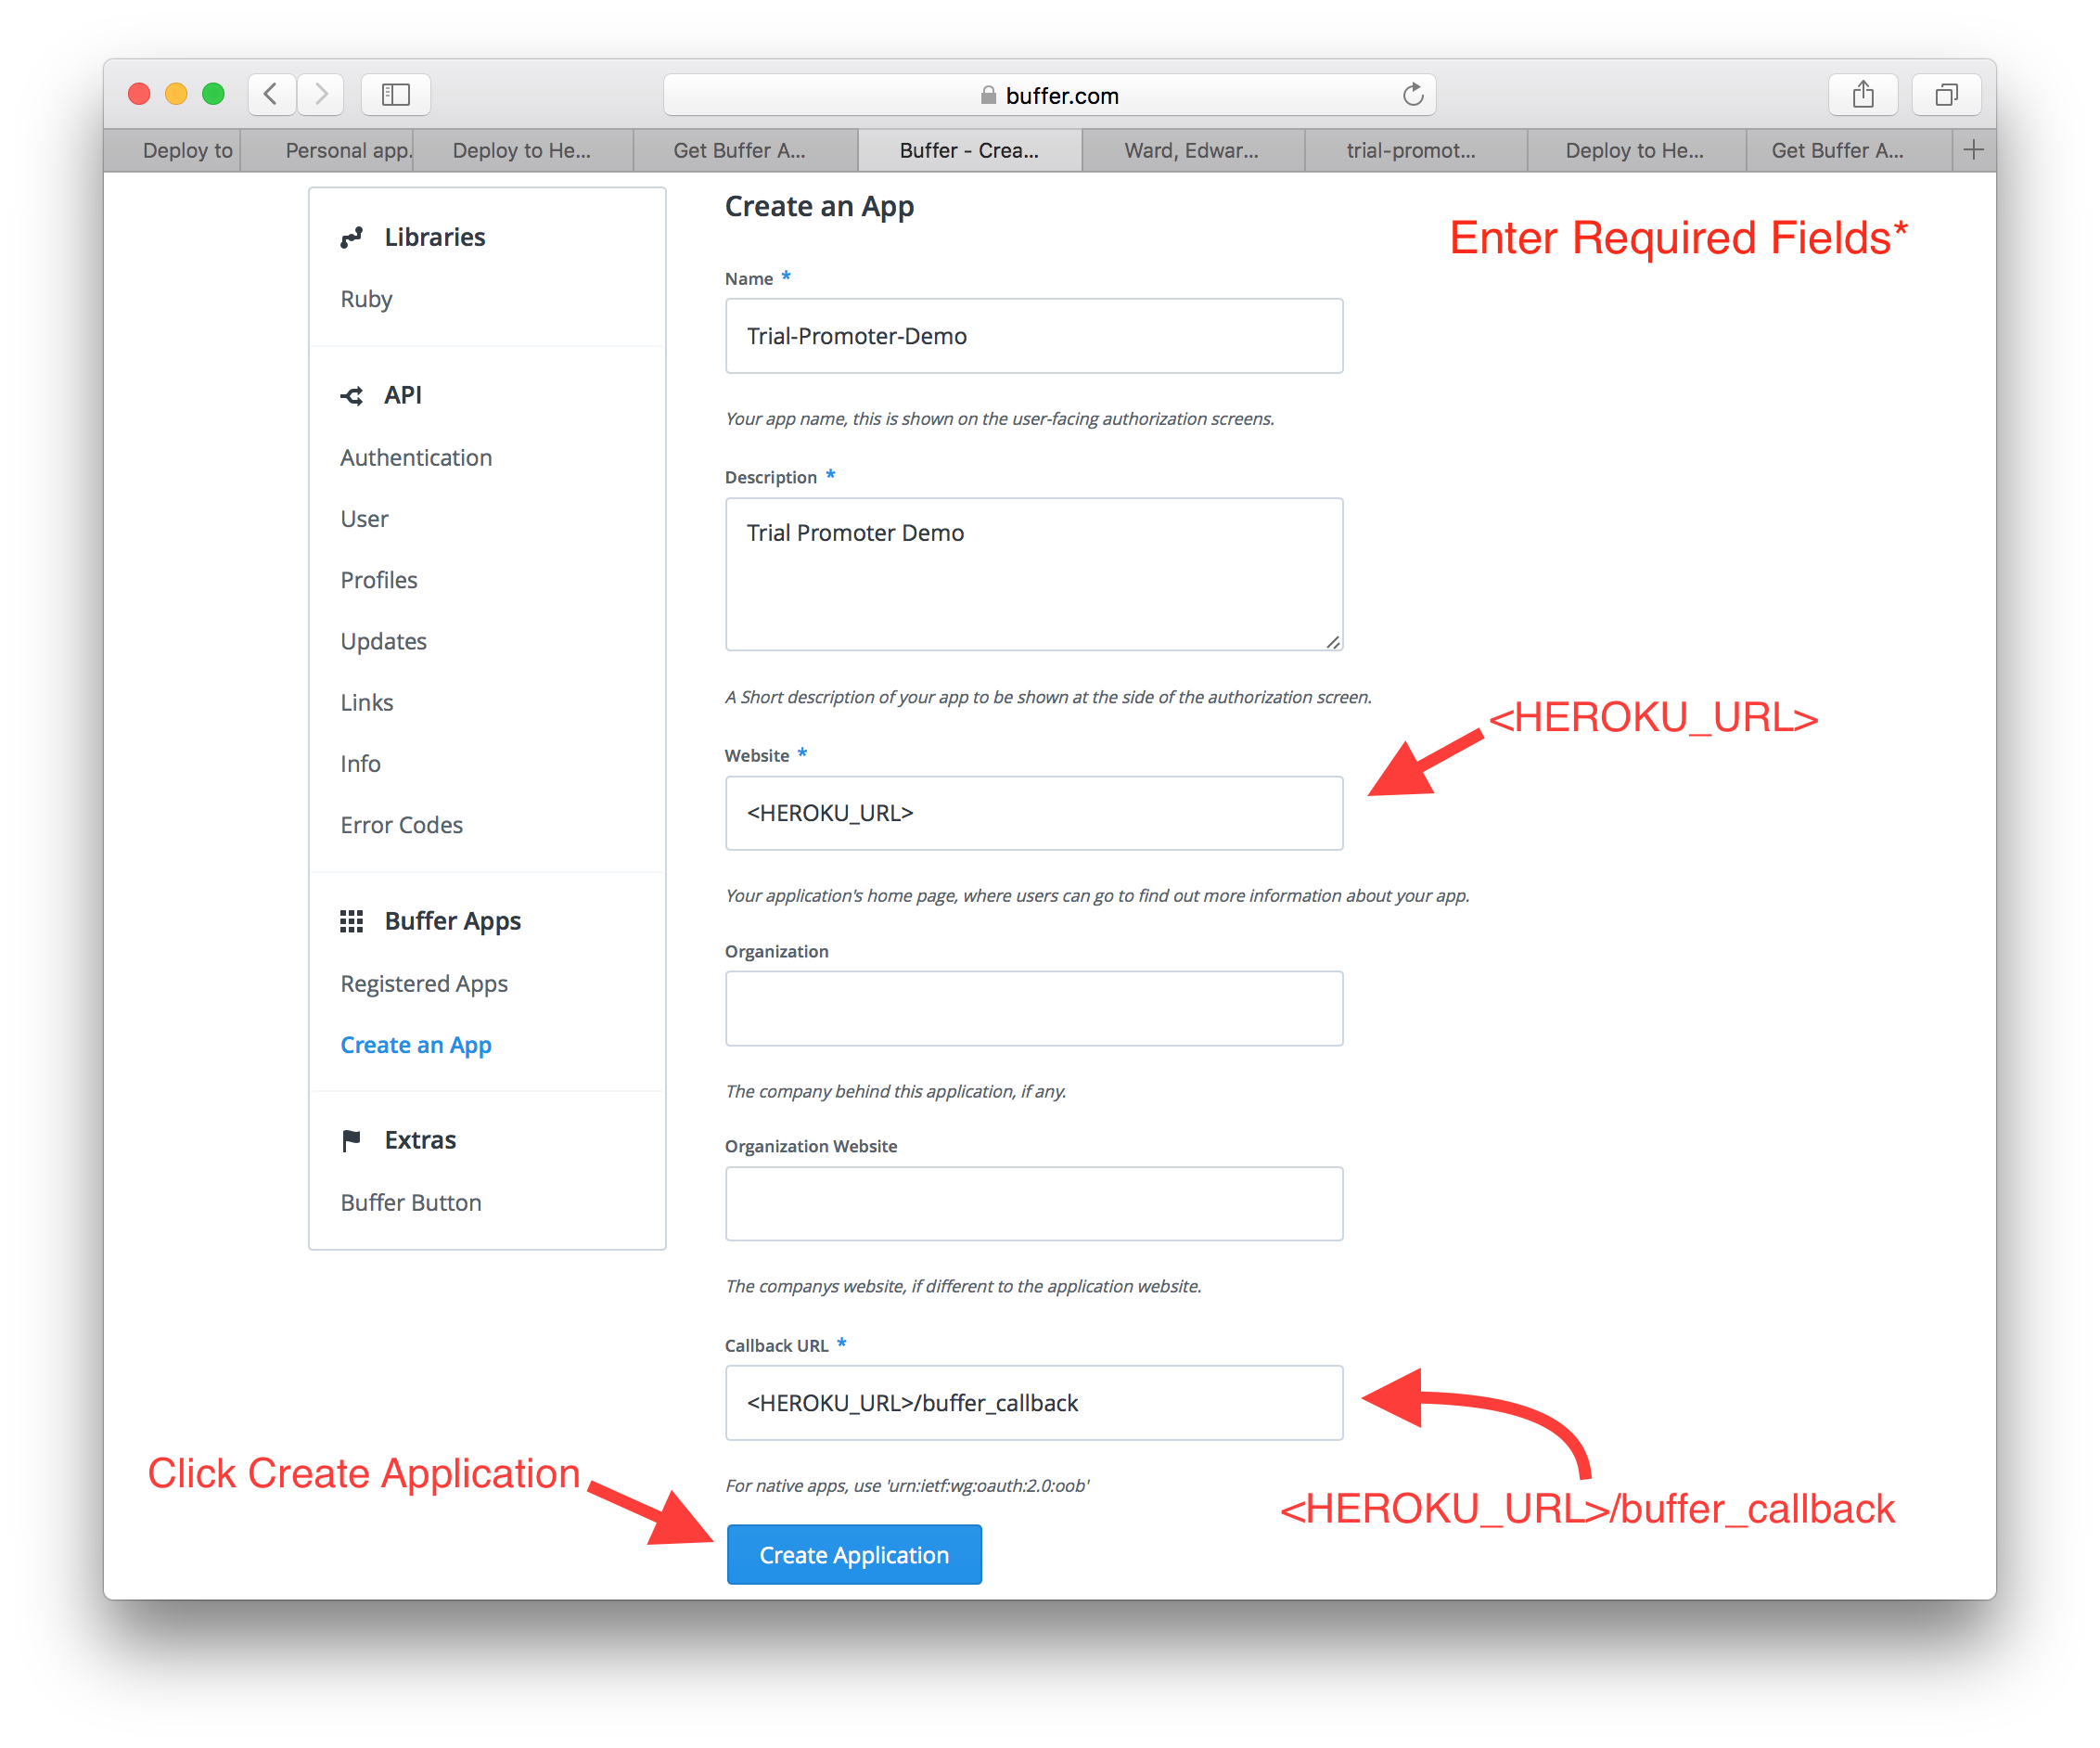 buffer.com
Deploy to
Personal app.
Deploy to He...
Get Buffer A...
Buffer - Crea...
Ward, Edwar...
trial-promot...
Deploy to He...
Get Buffer A...
Libraries
Ruby
API
Authentication
User
Profiles
Updates
Links
Info
Error Codes
Buffer Apps
Registered Apps
Create an App
Extras
Buffer Button
Create an App
Enter Required Fields*
Name *
Trial-Promoter-Demo
Your app name, this is shown on the user-facing authorization screens.
Description *
Trial Promoter Demo
A Short description of your app to be shown at the side of the authorization screen.
<HEROKU_URL>
Website *
<HEROKU_URL>
Your application's home page, where users can go to find out more information about your app.
Organization
The company behind this application, if any.
Organization Website
The companys website, if different to the application website.
Callback URL *
<HEROKU_URL>/buffer_callback
<HEROKU_URL>/buffer_callback
For native apps, use 'urn:ietf:wg:oauth:2.0:oob'
Click Create Application
Create Application